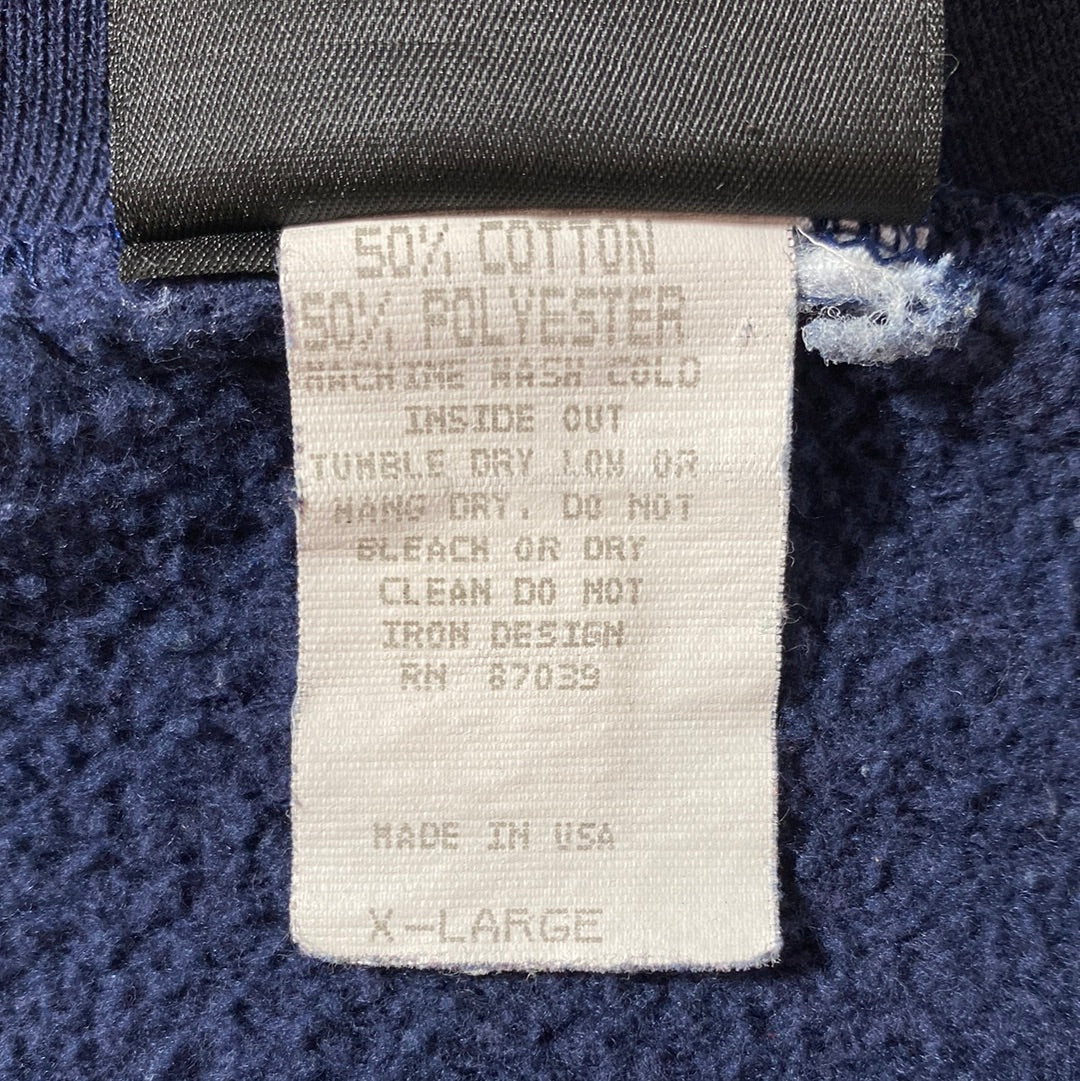 50% COTTON
50% POLYESTER
MACHINE WASH COLD
INSIDE OUT
TUMBLE DRY LOW OR
HANG DRY. DO NOT
BLEACH OR DRY
CLEAN DO NOT
IRON DESIGN
RN 87039
MADE IN USA
X-LARGE